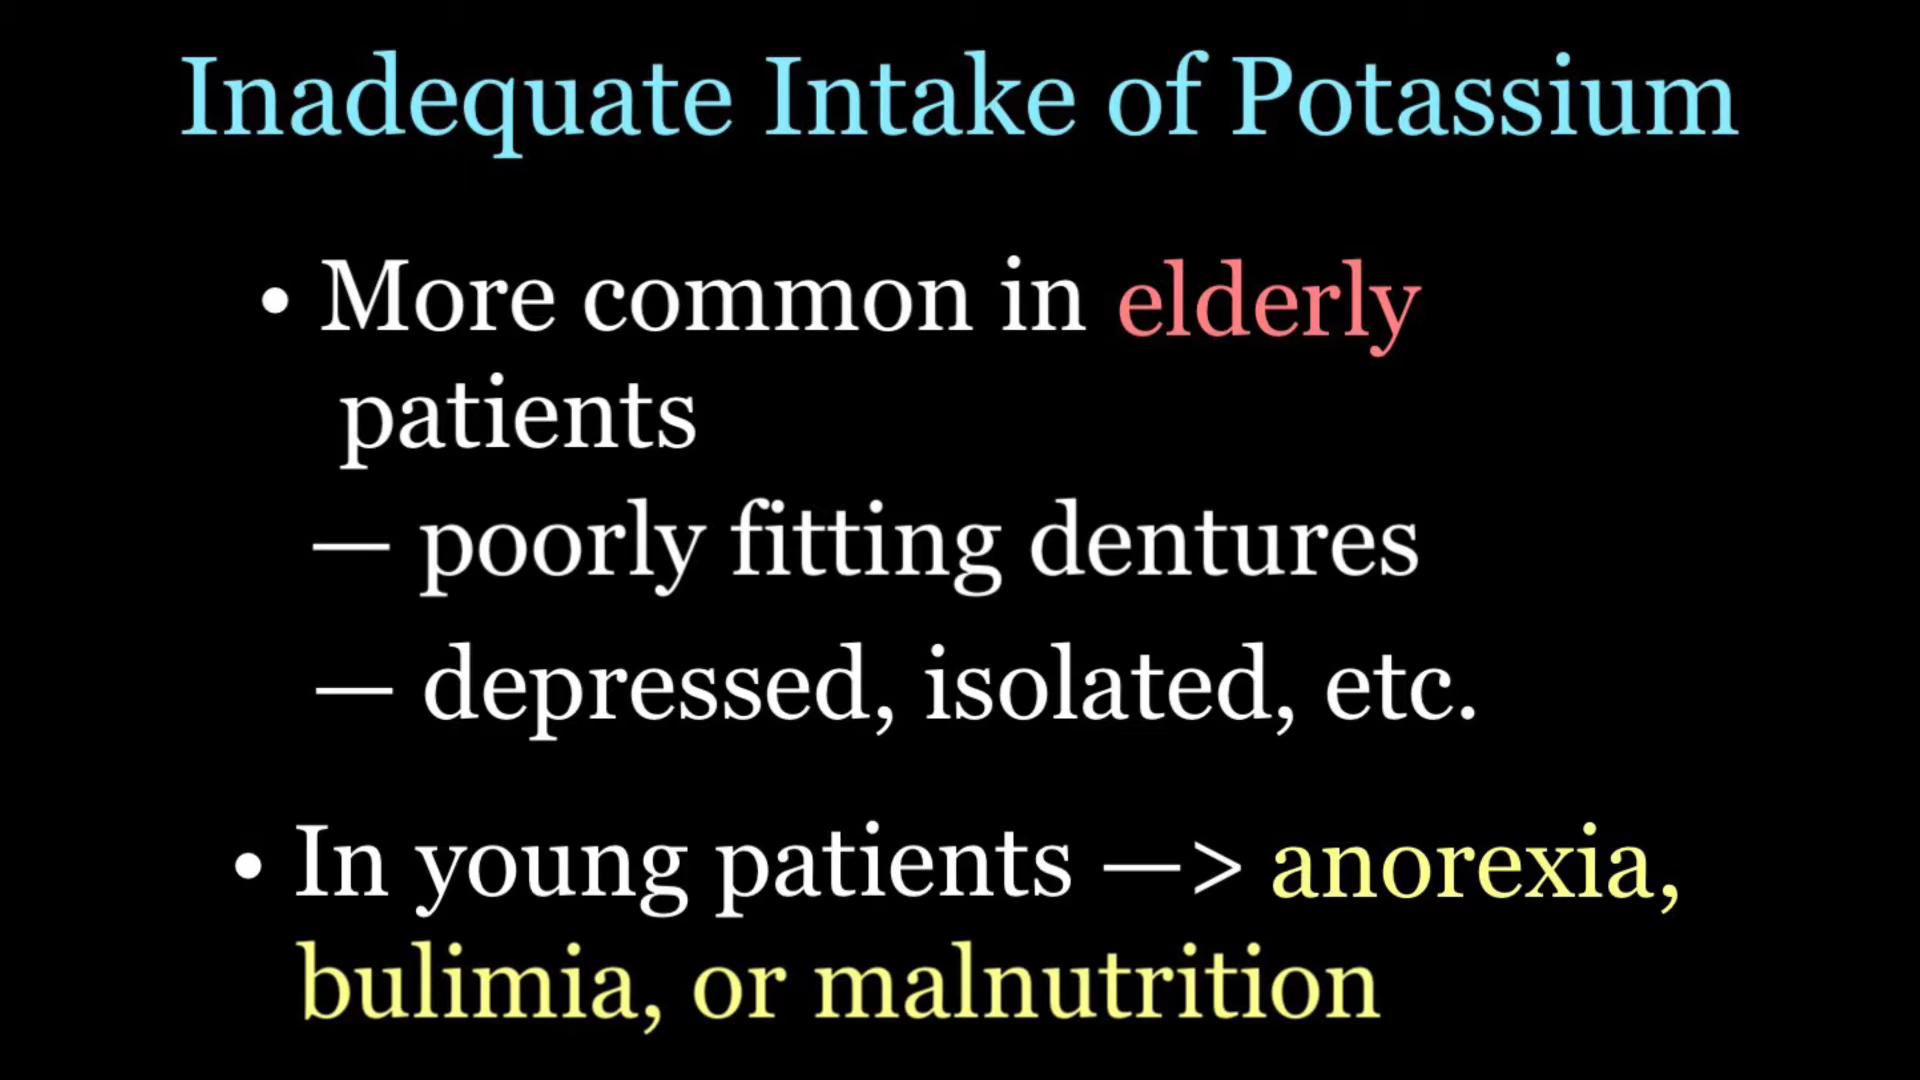 Inadequate Intake of Potassium
• More common in elderly
patients
— poorly fitting dentures
— depressed, isolated, etc.
• In young patients —> anorexia,
bulimia, or malnutrition